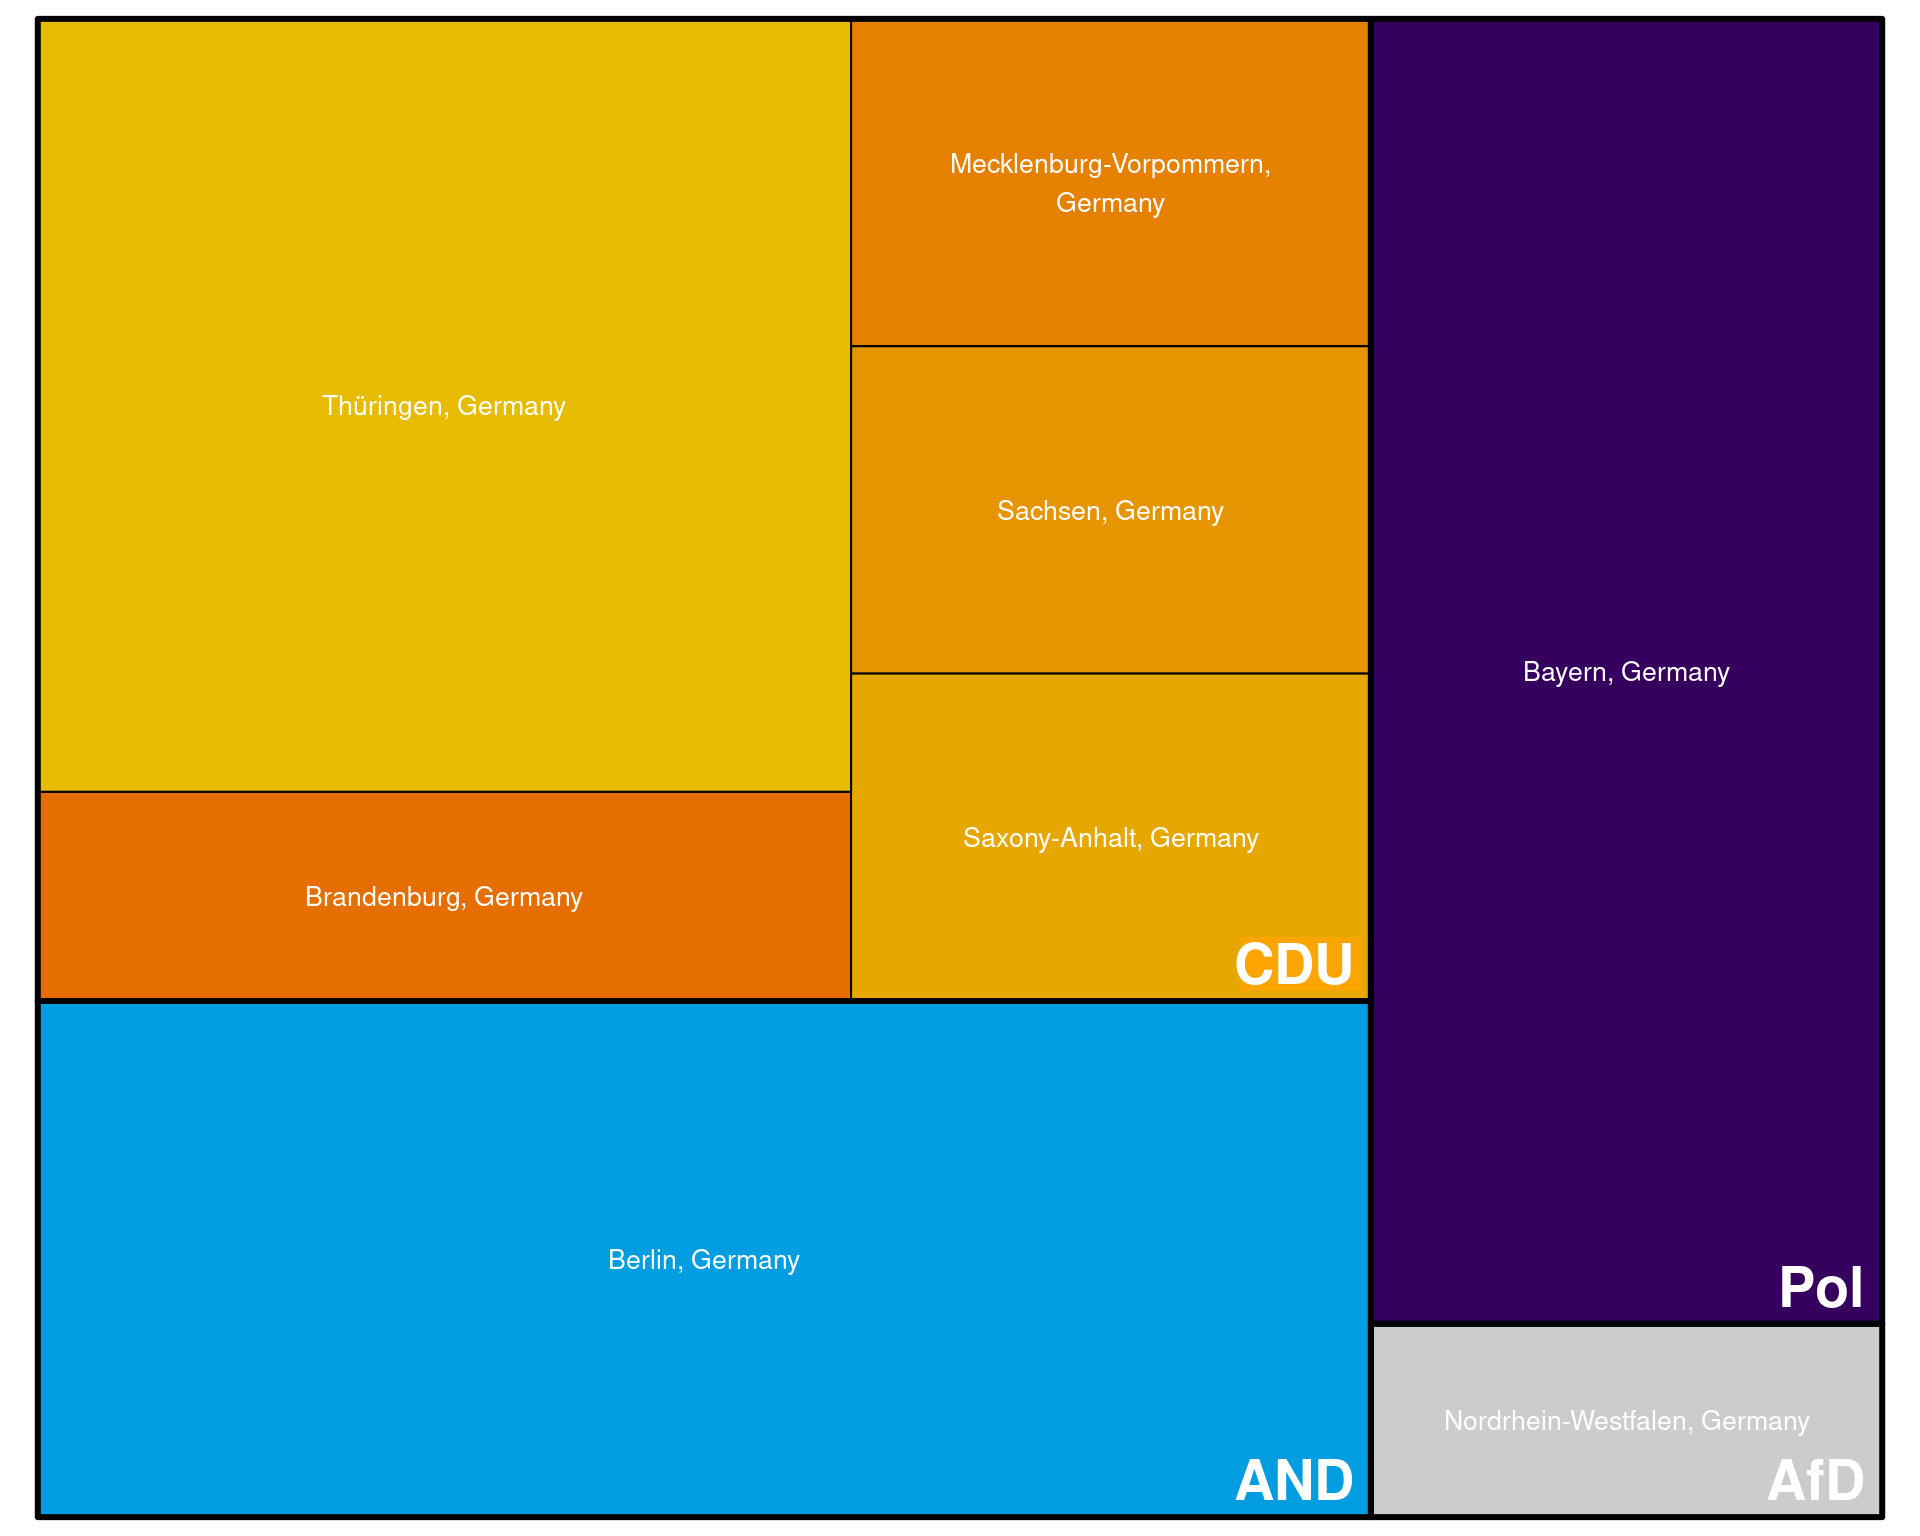 Thüringen, Germany
Brandenburg, Germany
Mecklenburg-Vorpommern,
Germany
Sachsen, Germany
Saxony-Anhalt, Germany
CDU
Berlin, Germany
AND
Bayern, Germany
Pol
Nordrhein-Westfalen, Germany
AfD